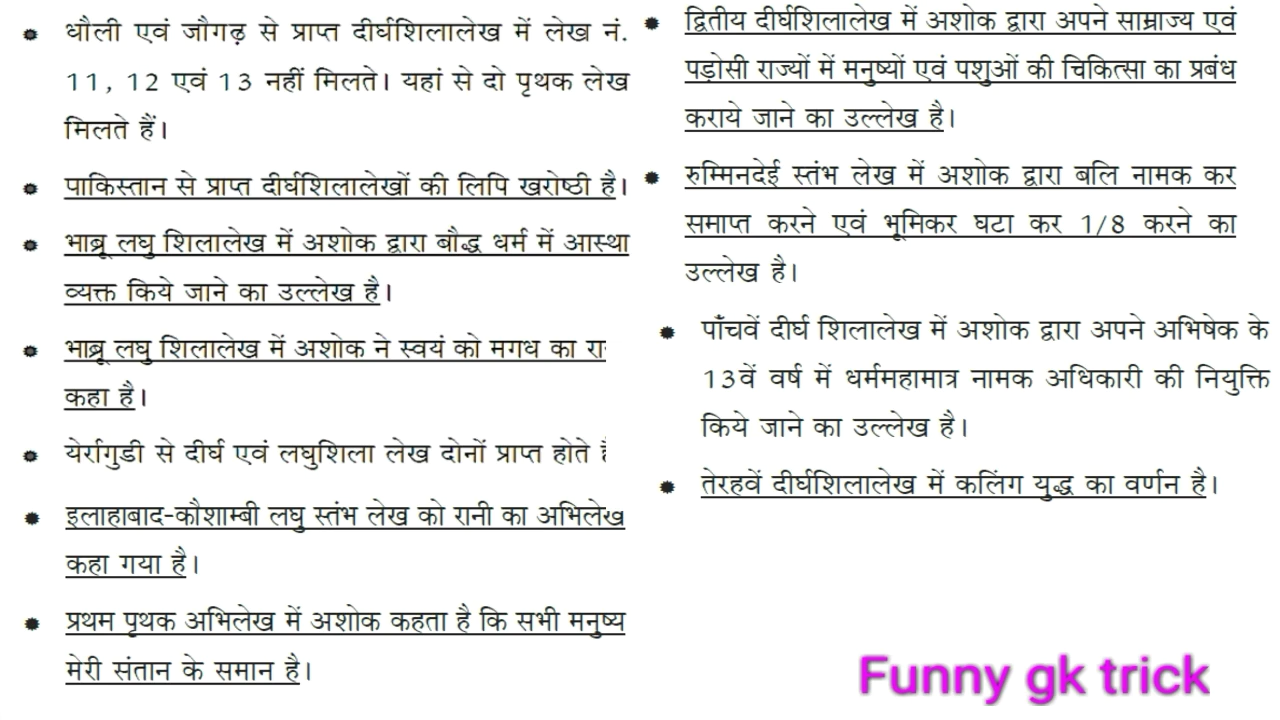 धौली एवं जौगढ़ से प्राप्त दीर्घशिलालेख में लेख नं.
11, 12 एवं 13 नहीं मिलते। यहां से दो पृथक लेख
मिलते हैं।
पाकिस्तान से प्राप्त दीर्घशिलालेखों की लिपि खरोष्ठी है।
भाब्रू लघु शिलालेख में अशोक द्वारा बौद्ध धर्म में आस्था
व्यक्त किये जाने का उल्लेख है।
भाब्रू लघु शिलालेख में अशोक ने स्वयं को मगध का
कहा है।
येर्रागुडी से दीर्घ एवं लघुशिला लेख दोनों प्राप्त होते
इलाहाबाद-कौशाम्बी लघु स्तंभ लेख को रानी का अभिलेख
कहा गया है।
प्रथम पृथक अभिलेख में अशोक कहता है कि सभी मनुष्य
मेरी संतान के समान है।
द्वितीय दीर्घशिलालेख में अशोक द्वारा अपने साम्राज्य एवं
पड़ोसी राज्यों में मनुष्यों एवं पशुओं की चिकित्सा का प्रबंध
कराये जाने का उल्लेख है।
रुम्मिनदेई स्तंभ लेख में अशोक द्वारा बलि नामक कर
समाप्त करने एवं भूमिकर घटा कर 1/8 करने का
उल्लेख है।
पाँचवें दीर्घ शिलालेख में अशोक द्वारा अपने अभिषेक के
13वें वर्ष में धर्ममहामात्र नामक अधिकारी की नियुक्ति
किये जाने का उल्लेख है।
तेरहवें दीर्घशिलालेख में कलिंग युद्ध का वर्णन है।
Funny gk trick